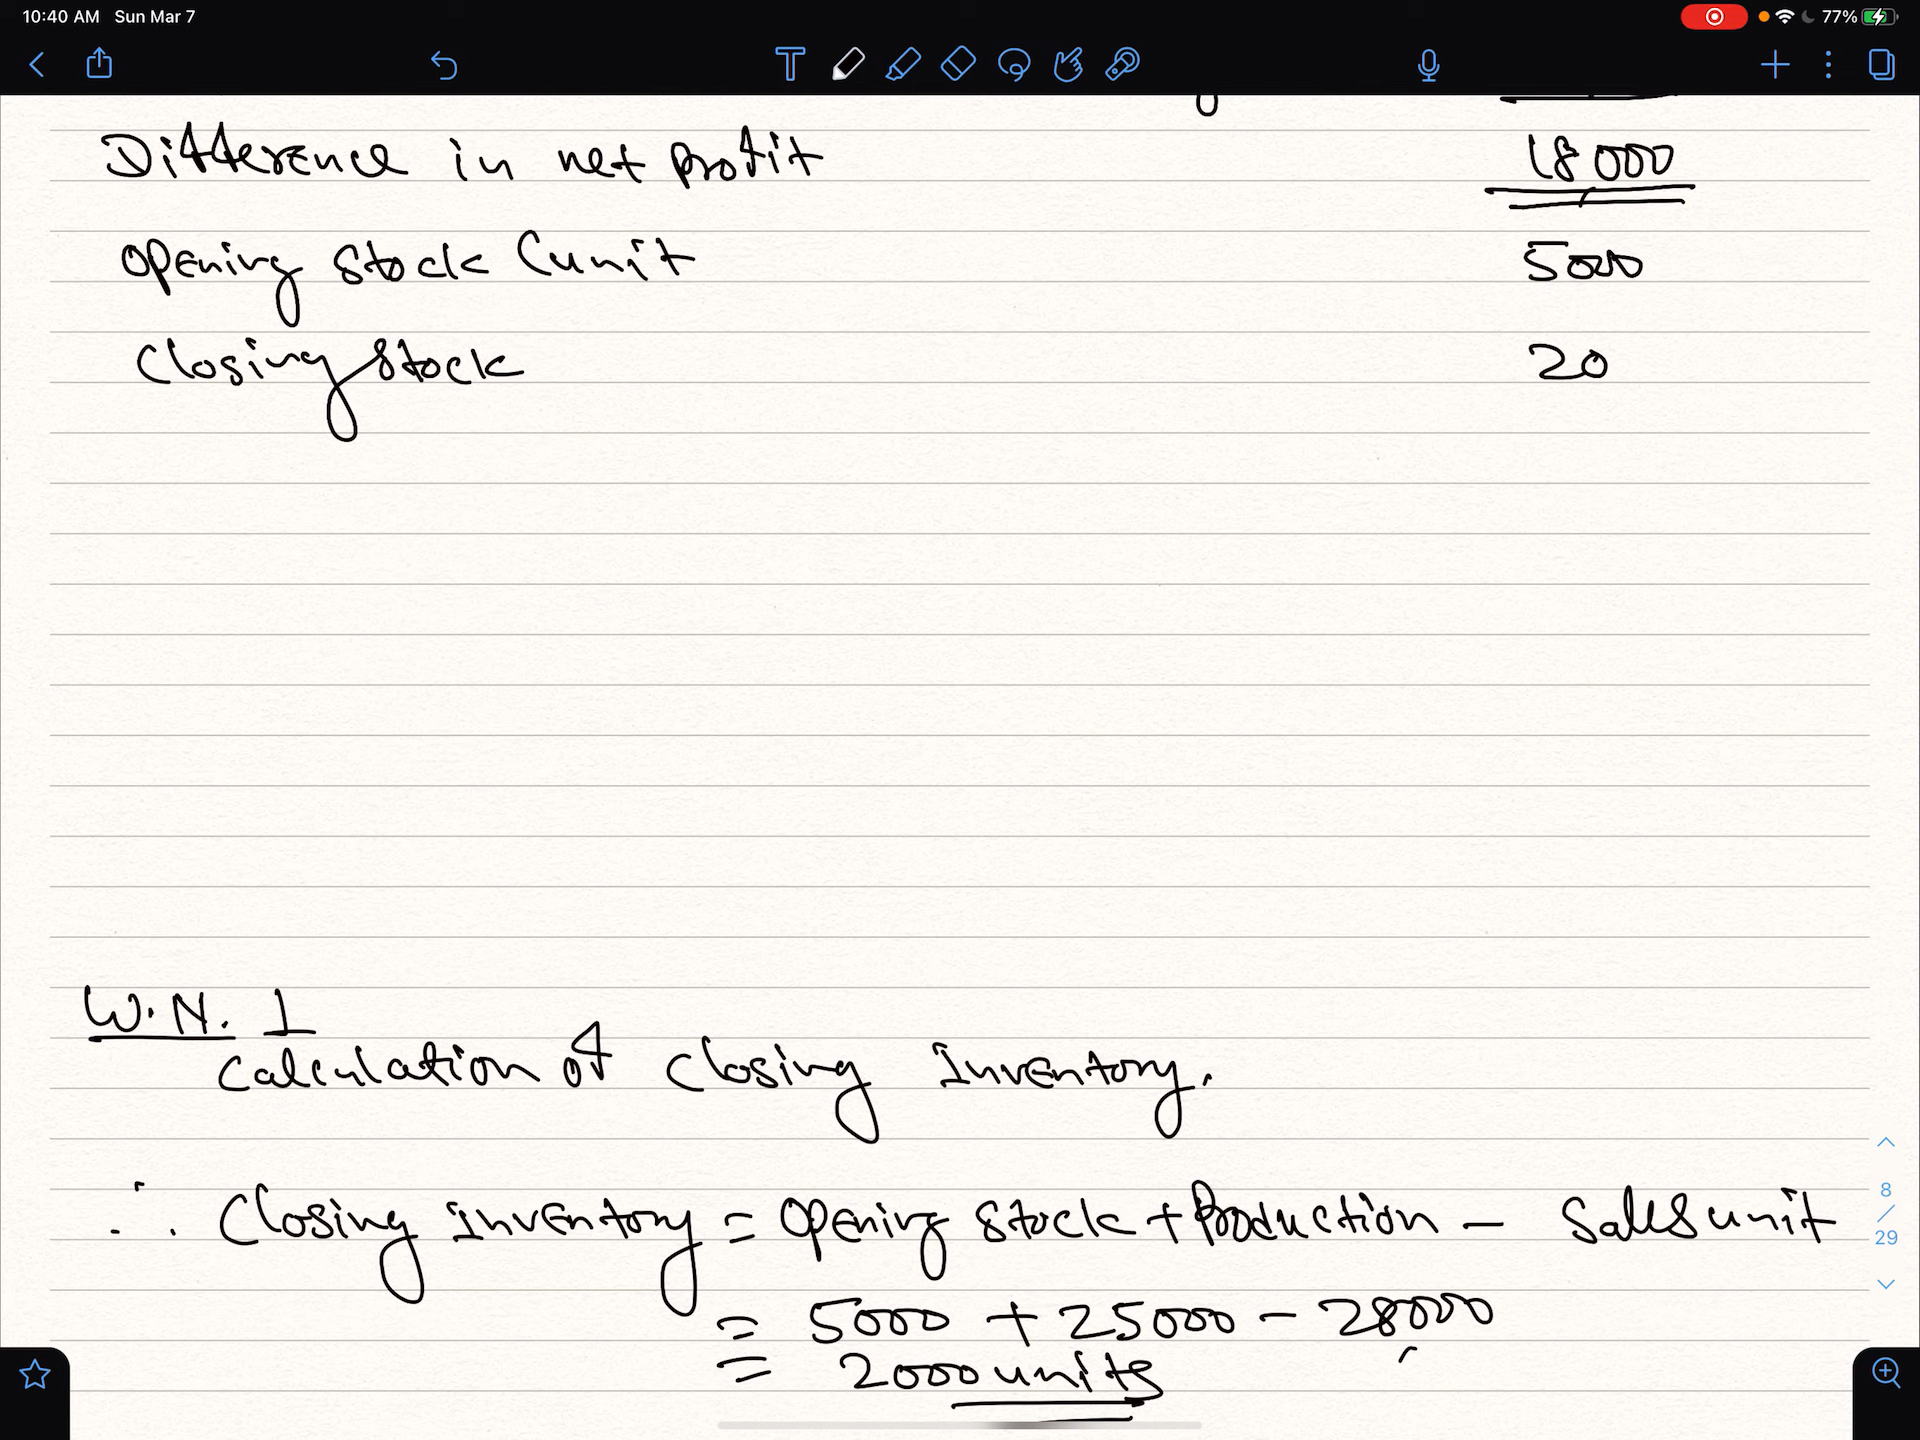 10:40 AM Sun Mar 7 77%
Difference in net profit 18000
Opening stock (unit 5000
Closing stock 20
W.N. 1
Calculation of Closing Inventory.
∴ Closing Inventory = Opening stock + Production - Sales unit
8
/
29
= 5000 + 25000 - 28000
= 2000 units